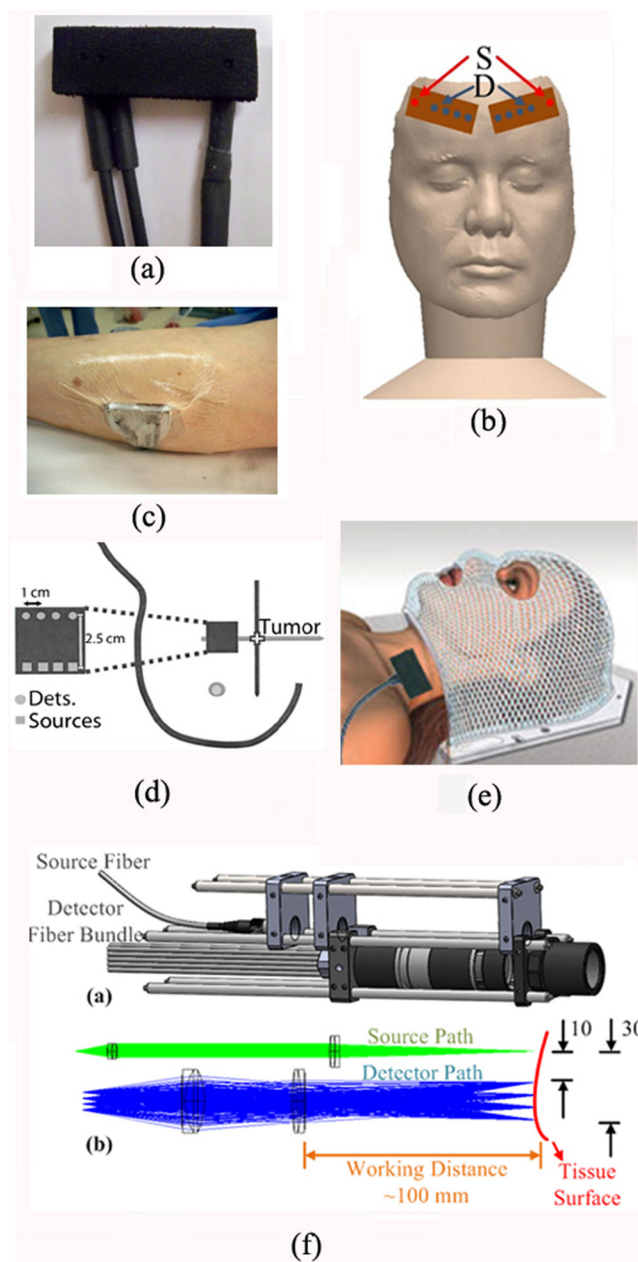 S
D
(a)
(b)
(c)
1 cm
2.5 cm
Tumor
Dets.
Sources
(d)
(e)
Source Fiber
Detector
Fiber Bundle
(a)
Source Path
10
30
Detector Path
(b)
Working Distance
~100 mm
Tissue
Surface
(f)